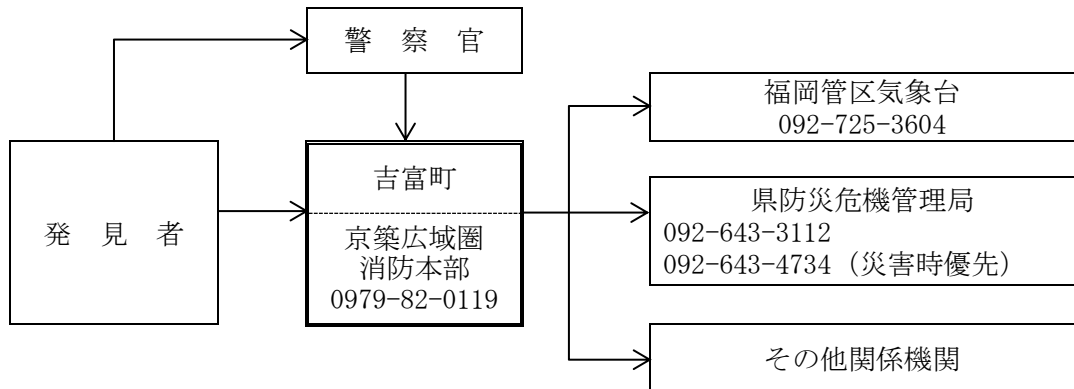 警 察 官
発 見 者
吉富町
京築広域圏
消防本部
0979-82-0119
福岡管区気象台
092-725-3604
県防災危機管理局
092-643-3112
092-643-4734（災害時優先）
その他関係機関